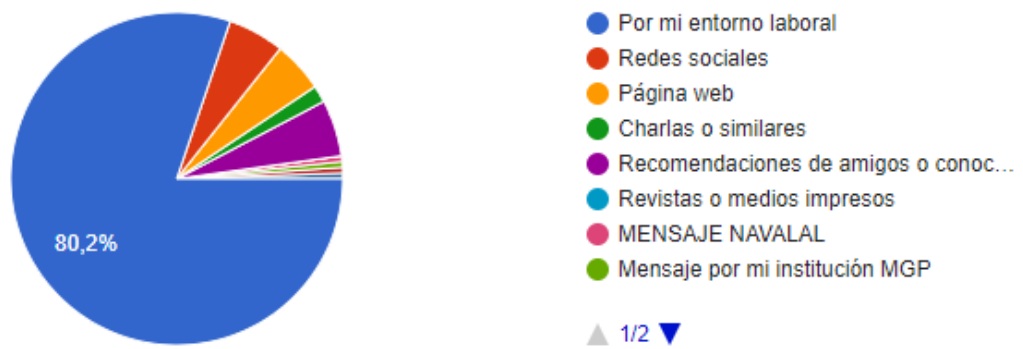 80,2%
Por mi entorno laboral
Redes sociales
Página web
Charlas o similares
Recomendaciones de amigos o conoc...
Revistas o medios impresos
MENSAJE NAVALAL
Mensaje por mi institución MGP
1/2